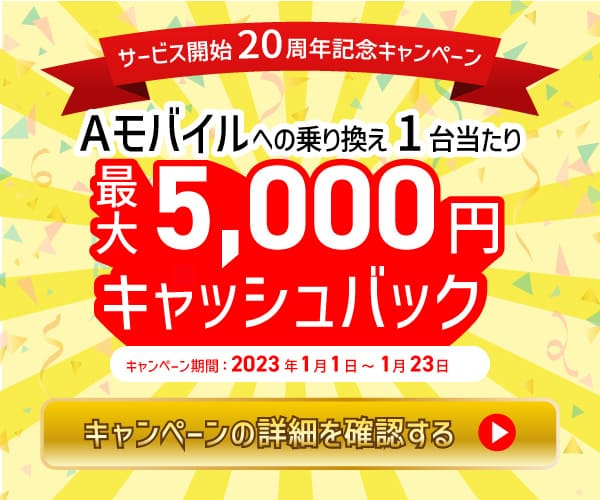 サービス開始20周年記念キャンペーン
Aモバイルへの乗り換え1台当たり
最大5,000円
キャッシュバック
キャンペーン期間：2023年1月1日～1月23日
キャンペーンの詳細を確認する